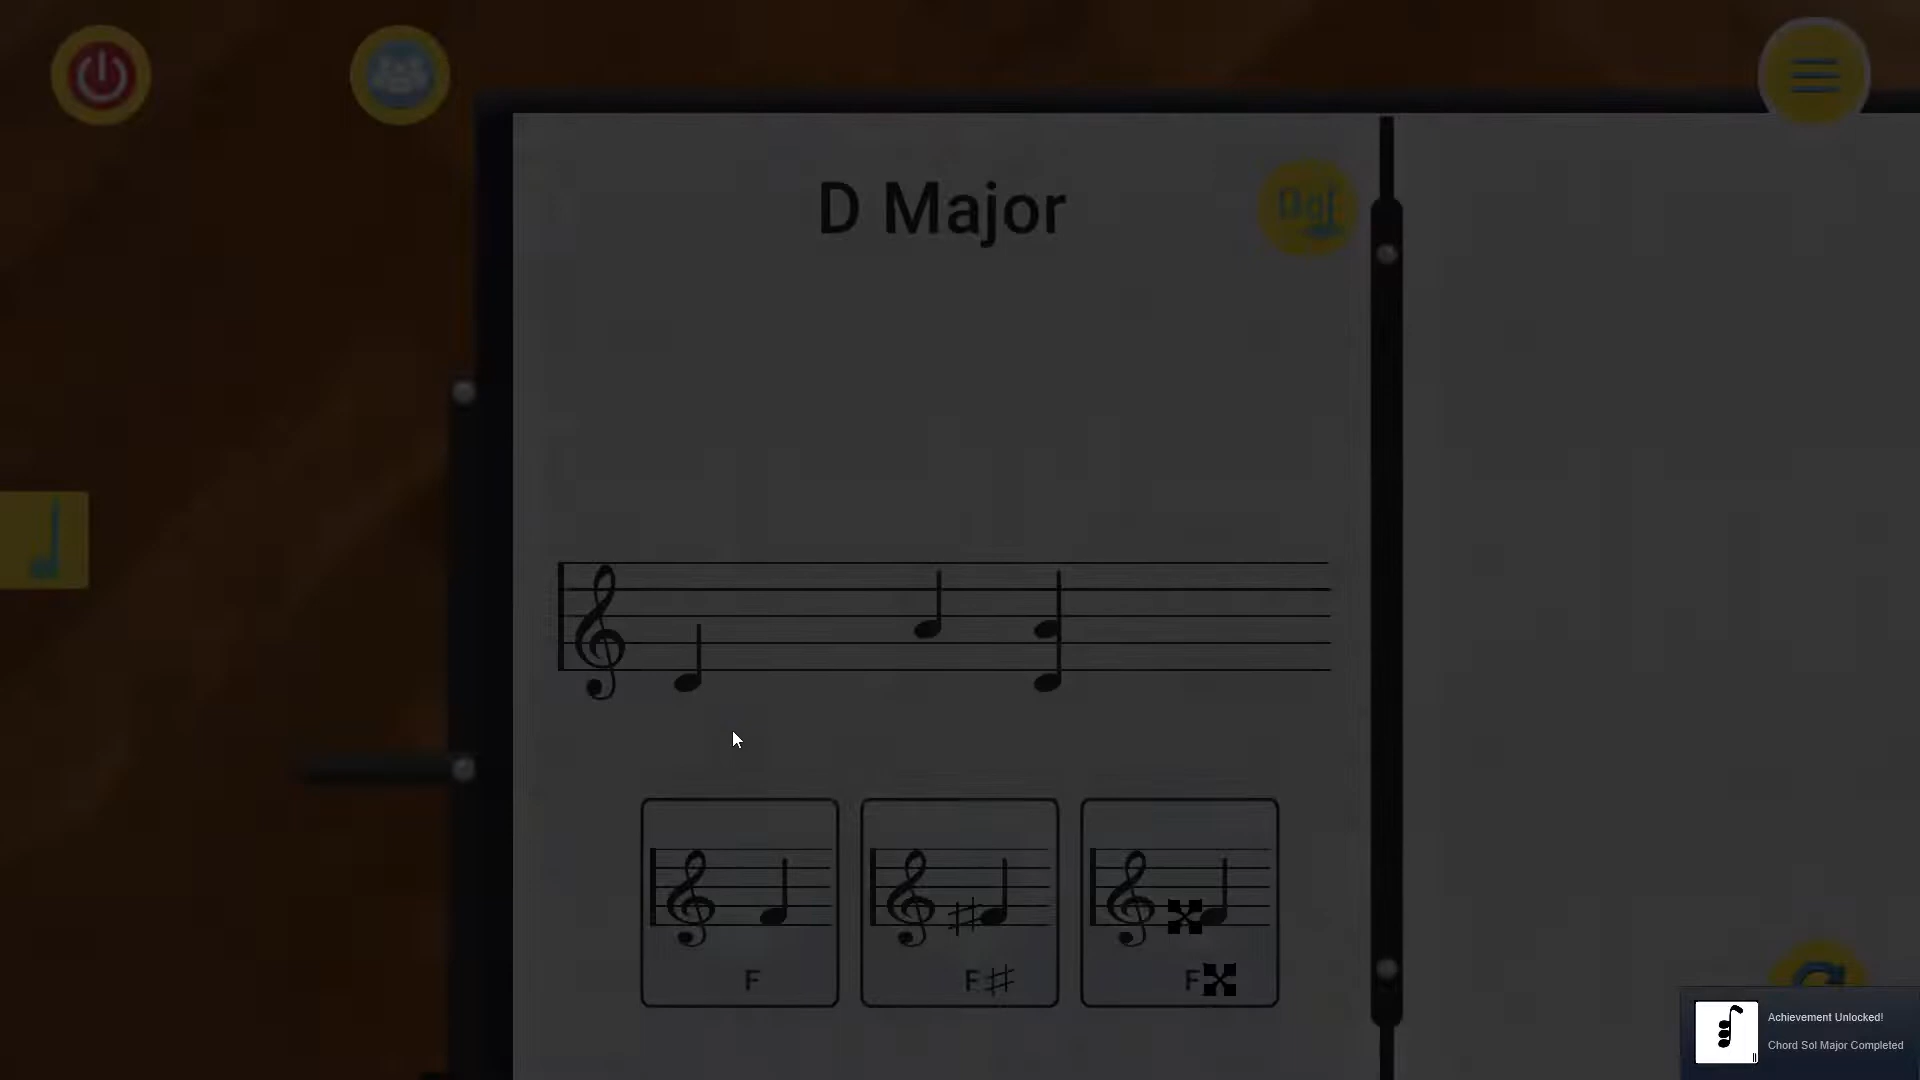 D Major
F
F♯
F𝄪
Achievement Unlocked!
Chord Sol Major Completed